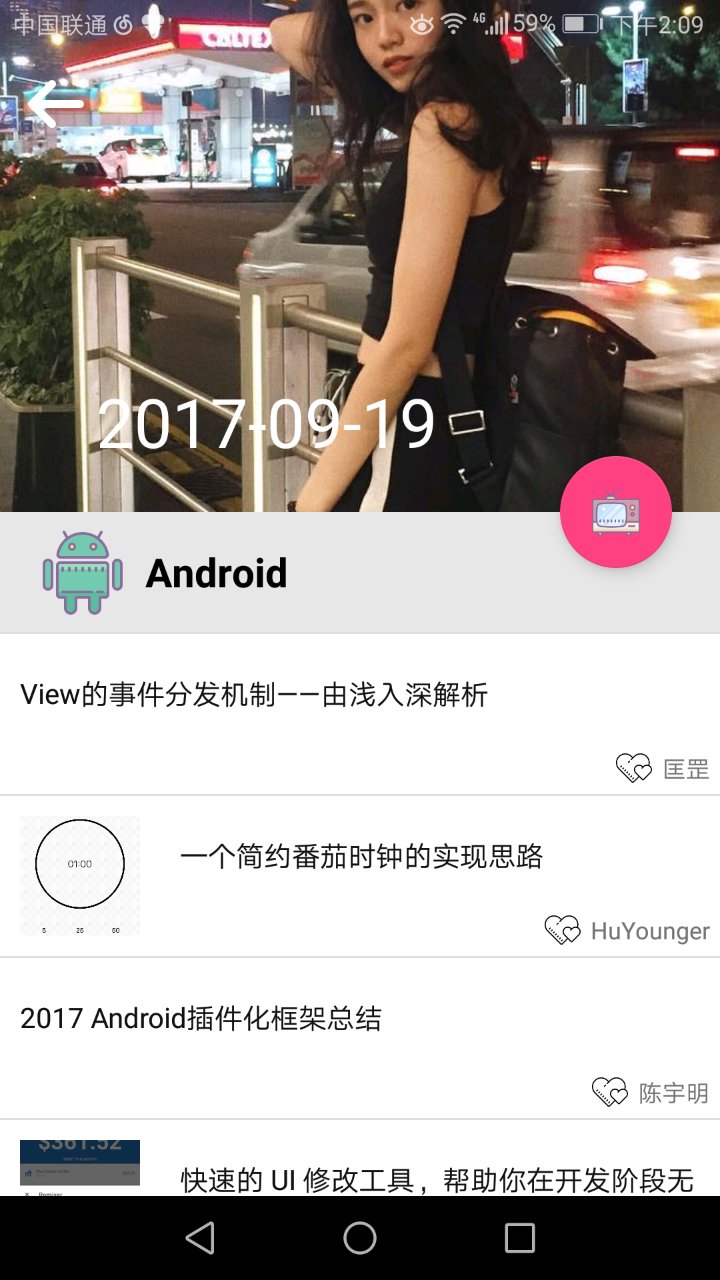 中国联通
4G
59%
下午2:09
CALTEX
2017-09-19
Android
View的事件分发机制——由浅入深解析
匡罡
01:00
5 25 50
一个简约番茄时钟的实现思路
HuYounger
2017 Android插件化框架总结
陈宇明
$361.52
快速的 UI 修改工具，帮助你在开发阶段无